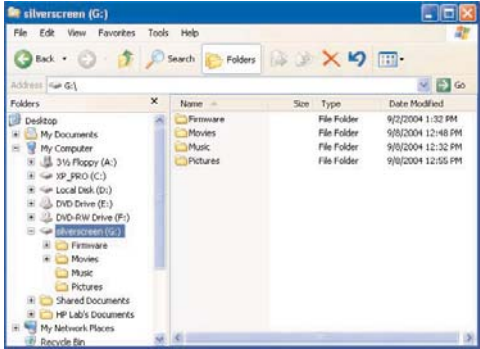 silverscreen (G:)
File Edit View Favorites Tools Help
Back Search Folders
Address G:\ Go
Folders x Name Size Type Date Modified
Desktop
My Documents
My Computer
3½ Floppy (A:)
XP_PRO (C:)
Local Disk (D:)
DVD Drive (E:)
DVD-RW Drive (F:)
silverscreen (G:)
Firmware
Movies
Music
Pictures
Shared Documents
HP Lab's Documents
My Network Places
Recycle Bin
Firmware File Folder 9/2/2004 1:32 PM
Movies File Folder 9/8/2004 12:48 PM
Music File Folder 9/8/2004 12:32 PM
Pictures File Folder 9/8/2004 12:55 PM